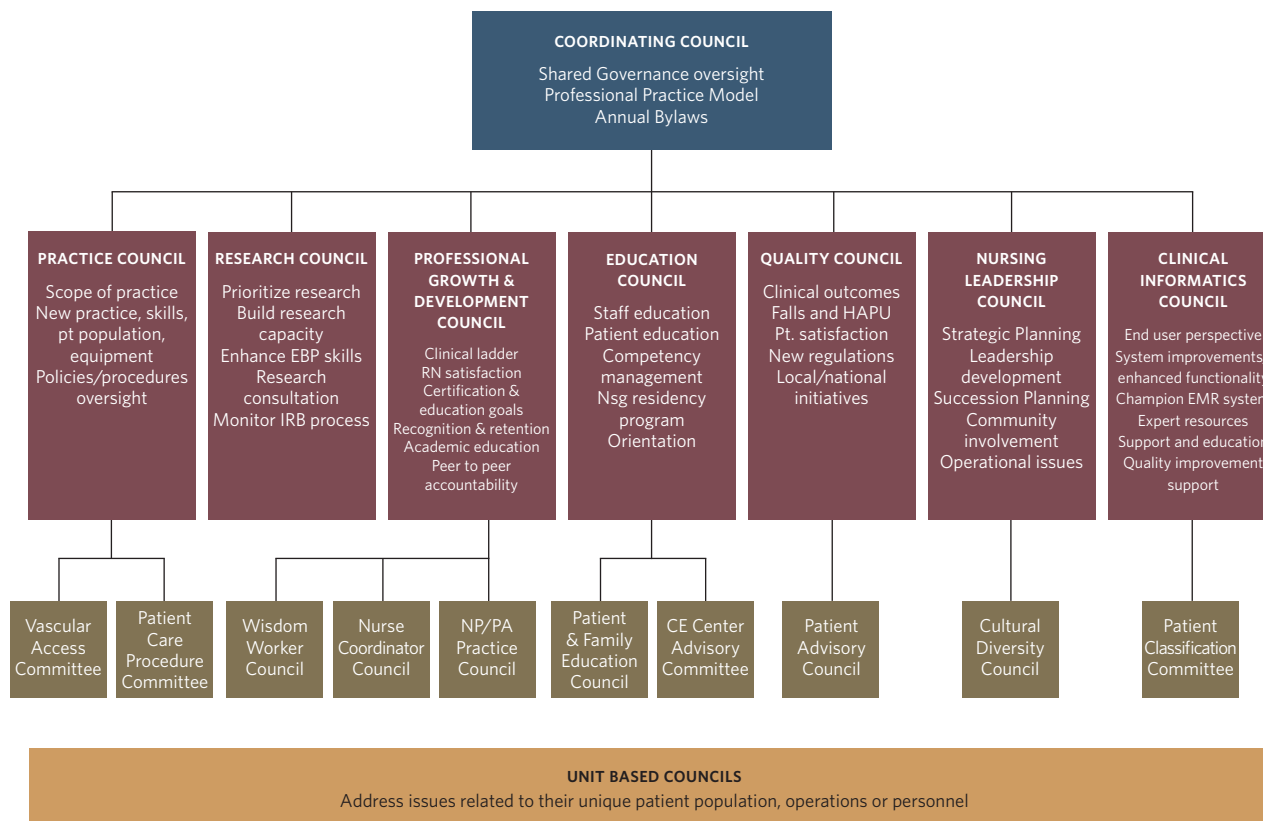 COORDINATING COUNCIL
Shared Governance oversight
Professional Practice Model
Annual Bylaws
PRACTICE COUNCIL
Scope of practice
New practice, skills,
pt population,
equipment
Policies/procedures
oversight
RESEARCH COUNCIL
Prioritize research
Build research
capacity
Enhance EBP skills
Research
consultation
Monitor IRB process
PROFESSIONAL
GROWTH &
DEVELOPMENT
COUNCIL
Clinical ladder
RN satisfaction
Certification &
education goals
Recognition & retention
Academic education
Peer to peer
accountability
EDUCATION
COUNCIL
Staff education
Patient education
Competency
management
Nsg residency
program
Orientation
QUALITY COUNCIL
Clinical outcomes
Falls and HAPU
Pt. satisfaction
New regulations
Local/national
initiatives
NURSING
LEADERSHIP
COUNCIL
Strategic Planning
Leadership
development
Succession Planning
Community
involvement
Operational issues
CLINICAL
INFORMATICS
COUNCIL
End user perspective
System improvements
enhanced functionality
Champion EMR system
Expert resources
Support and education
Quality improvement
support
Vascular
Access
Committee
Patient
Care
Procedure
Committee
Wisdom
Worker
Council
Nurse
Coordinator
Council
NP/PA
Practice
Council
Patient
& Family
Education
Council
CE Center
Advisory
Committee
Patient
Advisory
Council
Cultural
Diversity
Council
Patient
Classification
Committee
UNIT BASED COUNCILS
Address issues related to their unique patient population, operations or personnel